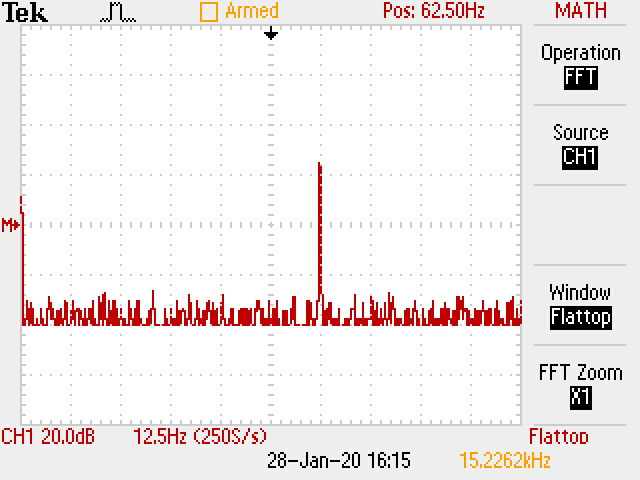 Tek Armed Pos: 62.50Hz MATH
Operation
FFT
Source
CH1
M
Window
Flattop
FFT Zoom
X1
CH1 20.0dB 12.5Hz (250S/s) Flattop
28-Jan-20 16:15 15.2262kHz